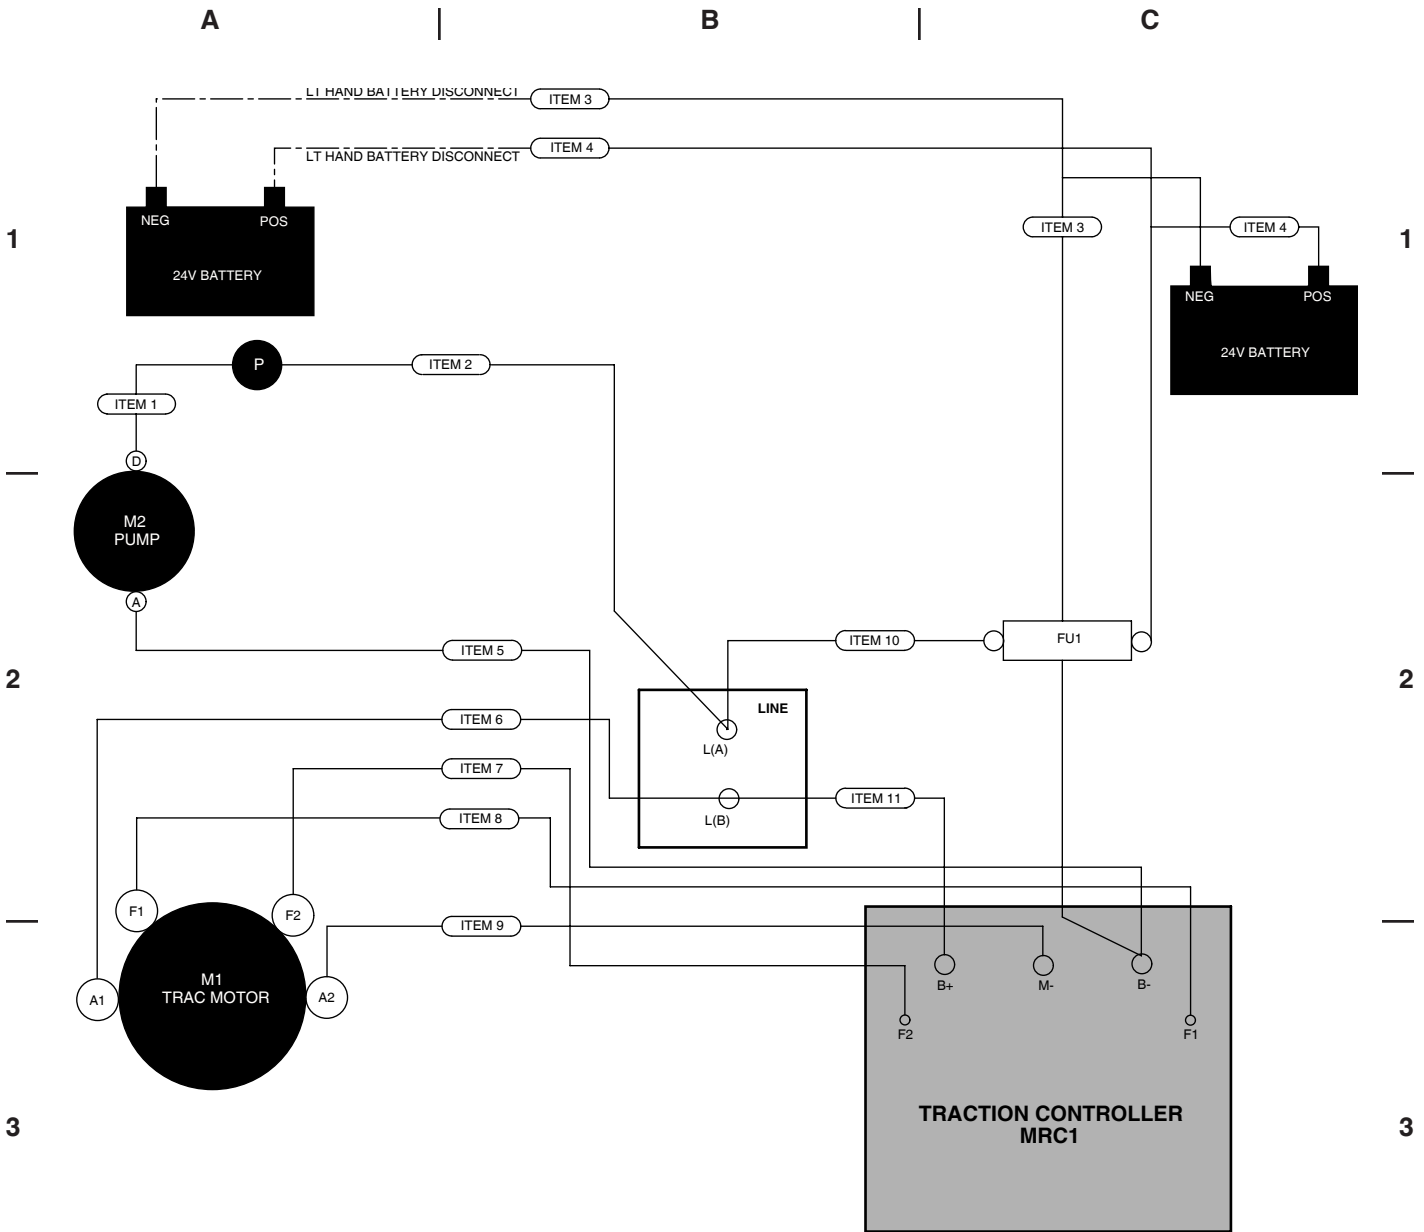 A
B
C
LT HAND BATTERY DISCONNECT
ITEM 3
LT HAND BATTERY DISCONNECT
ITEM 4
NEG
POS
24V BATTERY
1
ITEM 3
ITEM 4
1
NEG
POS
24V BATTERY
P
ITEM 2
ITEM 1
D
M2
PUMP
A
ITEM 5
ITEM 10
FU1
2
2
LINE
ITEM 6
L(A)
ITEM 7
ITEM 11
L(B)
ITEM 8
F1
F2
ITEM 9
M1
TRAC MOTOR
A1
A2
B+
M-
B-
F2
F1
TRACTION CONTROLLER
MRC1
3
3